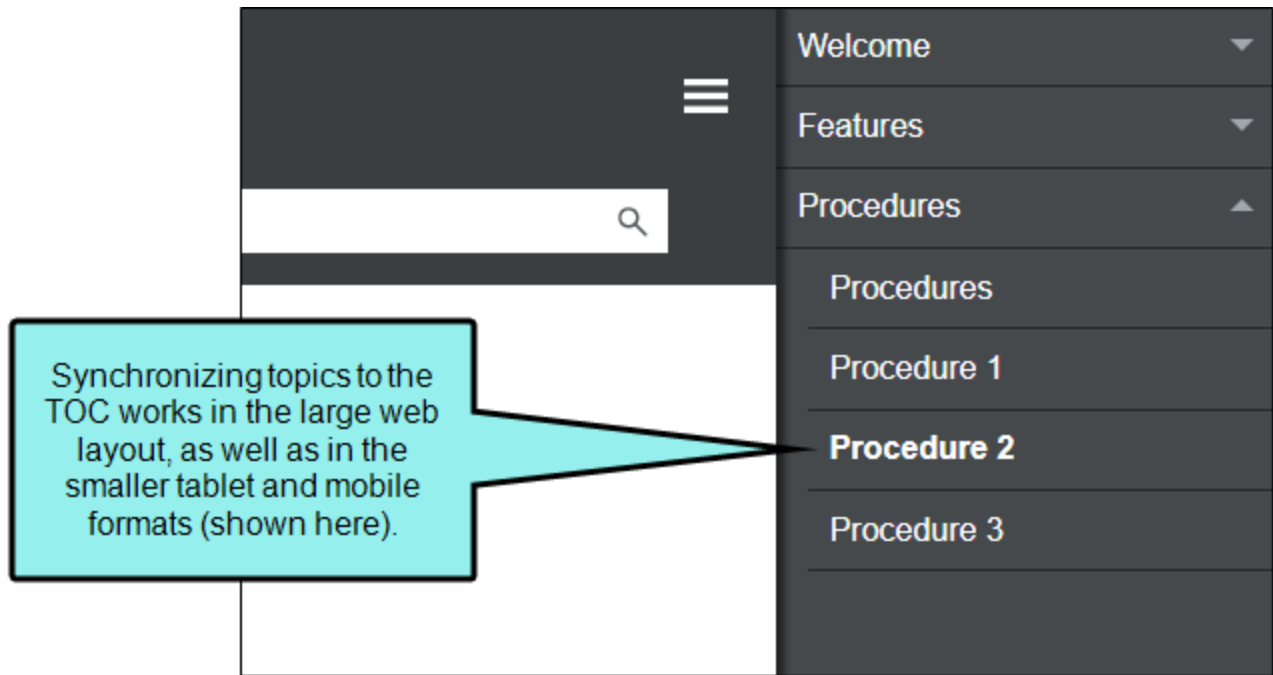 Welcome
Features
Procedures
Procedures
Procedure 1
Procedure 2
Procedure 3
Synchronizing topics to the
TOC works in the large web
layout, as well as in the
smaller tablet and mobile
formats (shown here).